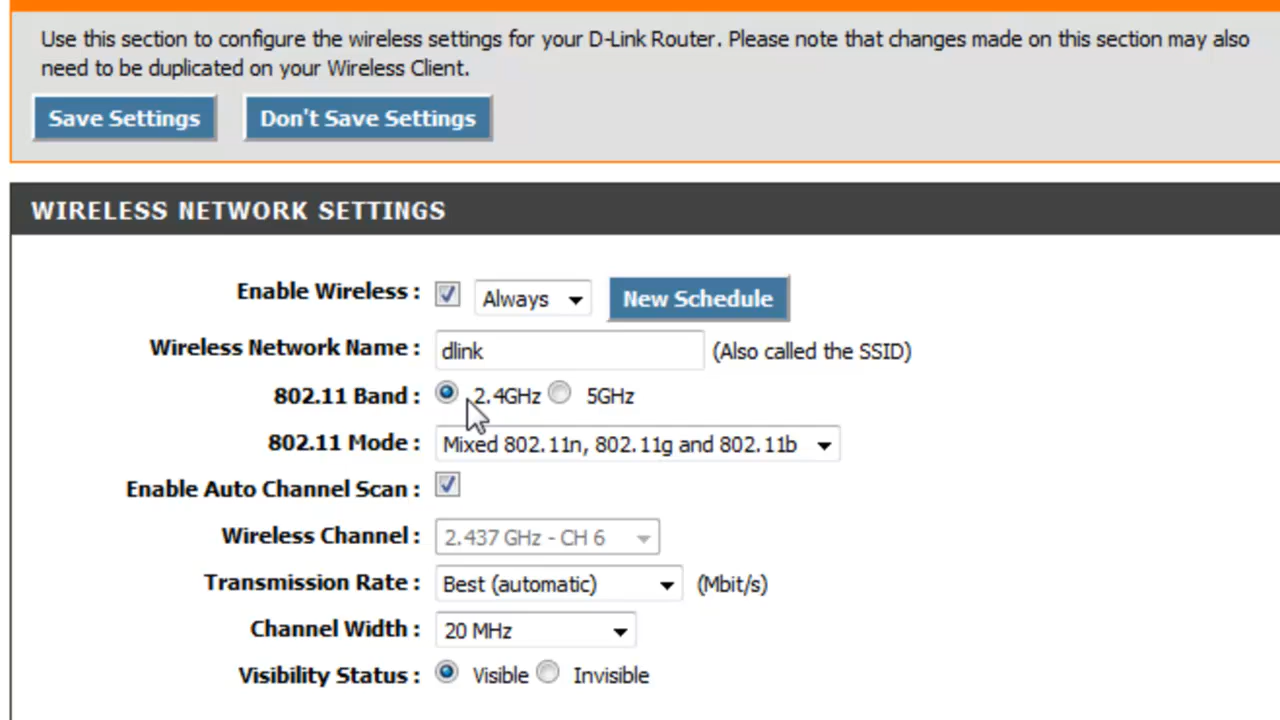 Use this section to configure the wireless settings for your D-Link Router. Please note that changes made on this section may also
need to be duplicated on your Wireless Client.
Save Settings Don't Save Settings
WIRELESS NETWORK SETTINGS
Enable Wireless : Always New Schedule
Wireless Network Name : dlink (Also called the SSID)
802.11 Band : 2.4GHz 5GHz
802.11 Mode : Mixed 802.11n, 802.11g and 802.11b
Enable Auto Channel Scan :
Wireless Channel : 2.437 GHz - CH 6
Transmission Rate : Best (automatic) (Mbit/s)
Channel Width : 20 MHz
Visibility Status : Visible Invisible